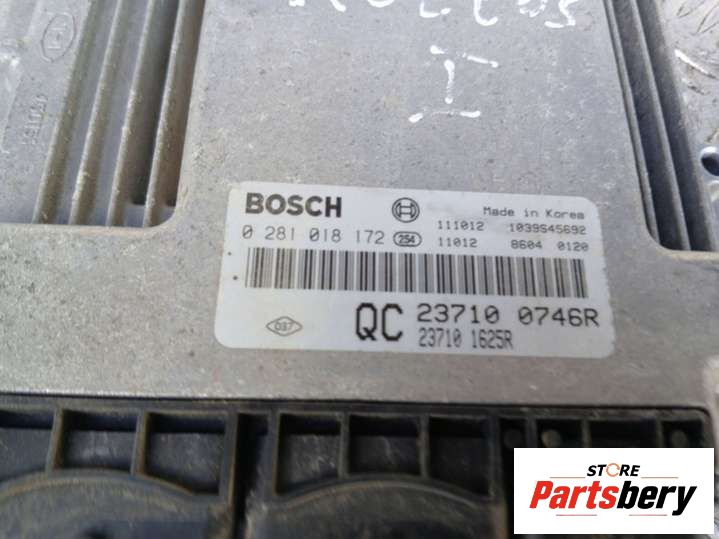 I
BOSCH
Made in Korea
0 281 018 172 254
111012 1039S45692
11012 8604 0120
QC 23710 0746R
23710 1625R
STORE
Partsbery